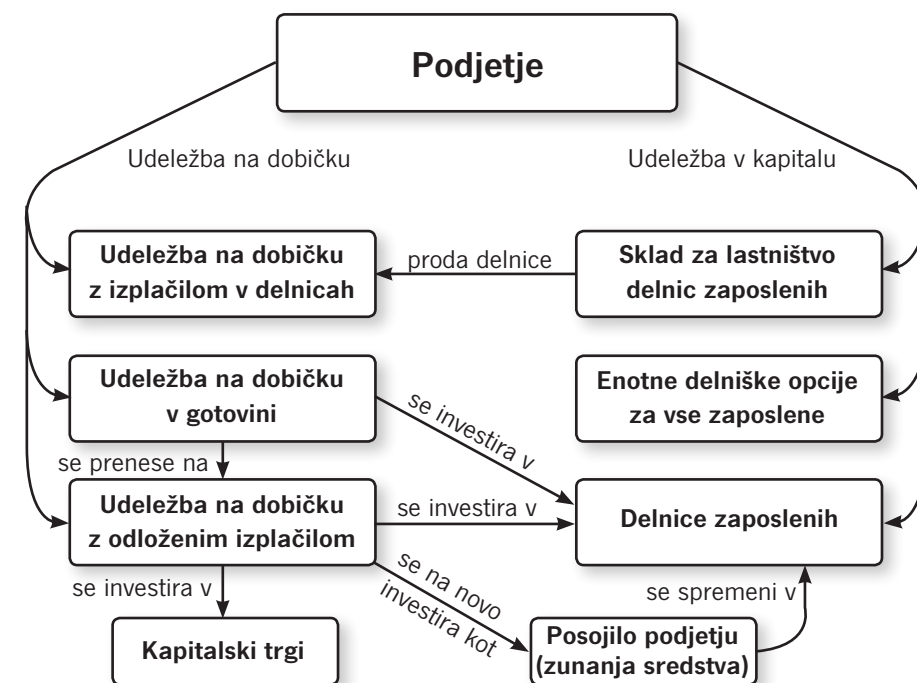 Podjetje
Udeležba na dobičku
Udeležba v kapitalu
Udeležba na dobičku
z izplačilom v delnicah
proda delnice
Sklad za lastništvo
delnic zaposlenih
Udeležba na dobičku
v gotovini
se investira v
Enotne delniške opcije
za vse zaposlene
se prenese na
Udeležba na dobičku
z odloženim izplačilom
se investira v
Delnice zaposlenih
se investira v
se na novo
investira kot
se spremeni v
Kapitalski trgi
Posojilo podjetju
(zunanja sredstva)